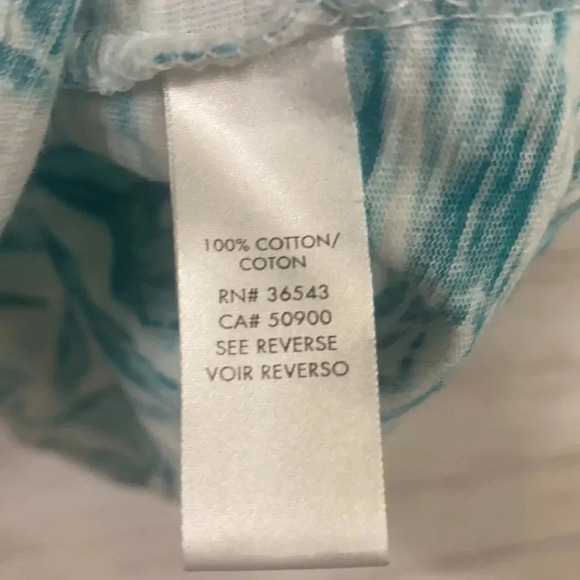 100% COTTON/
COTON
RN# 36543
CA# 50900
SEE REVERSE
VOIR REVERSO